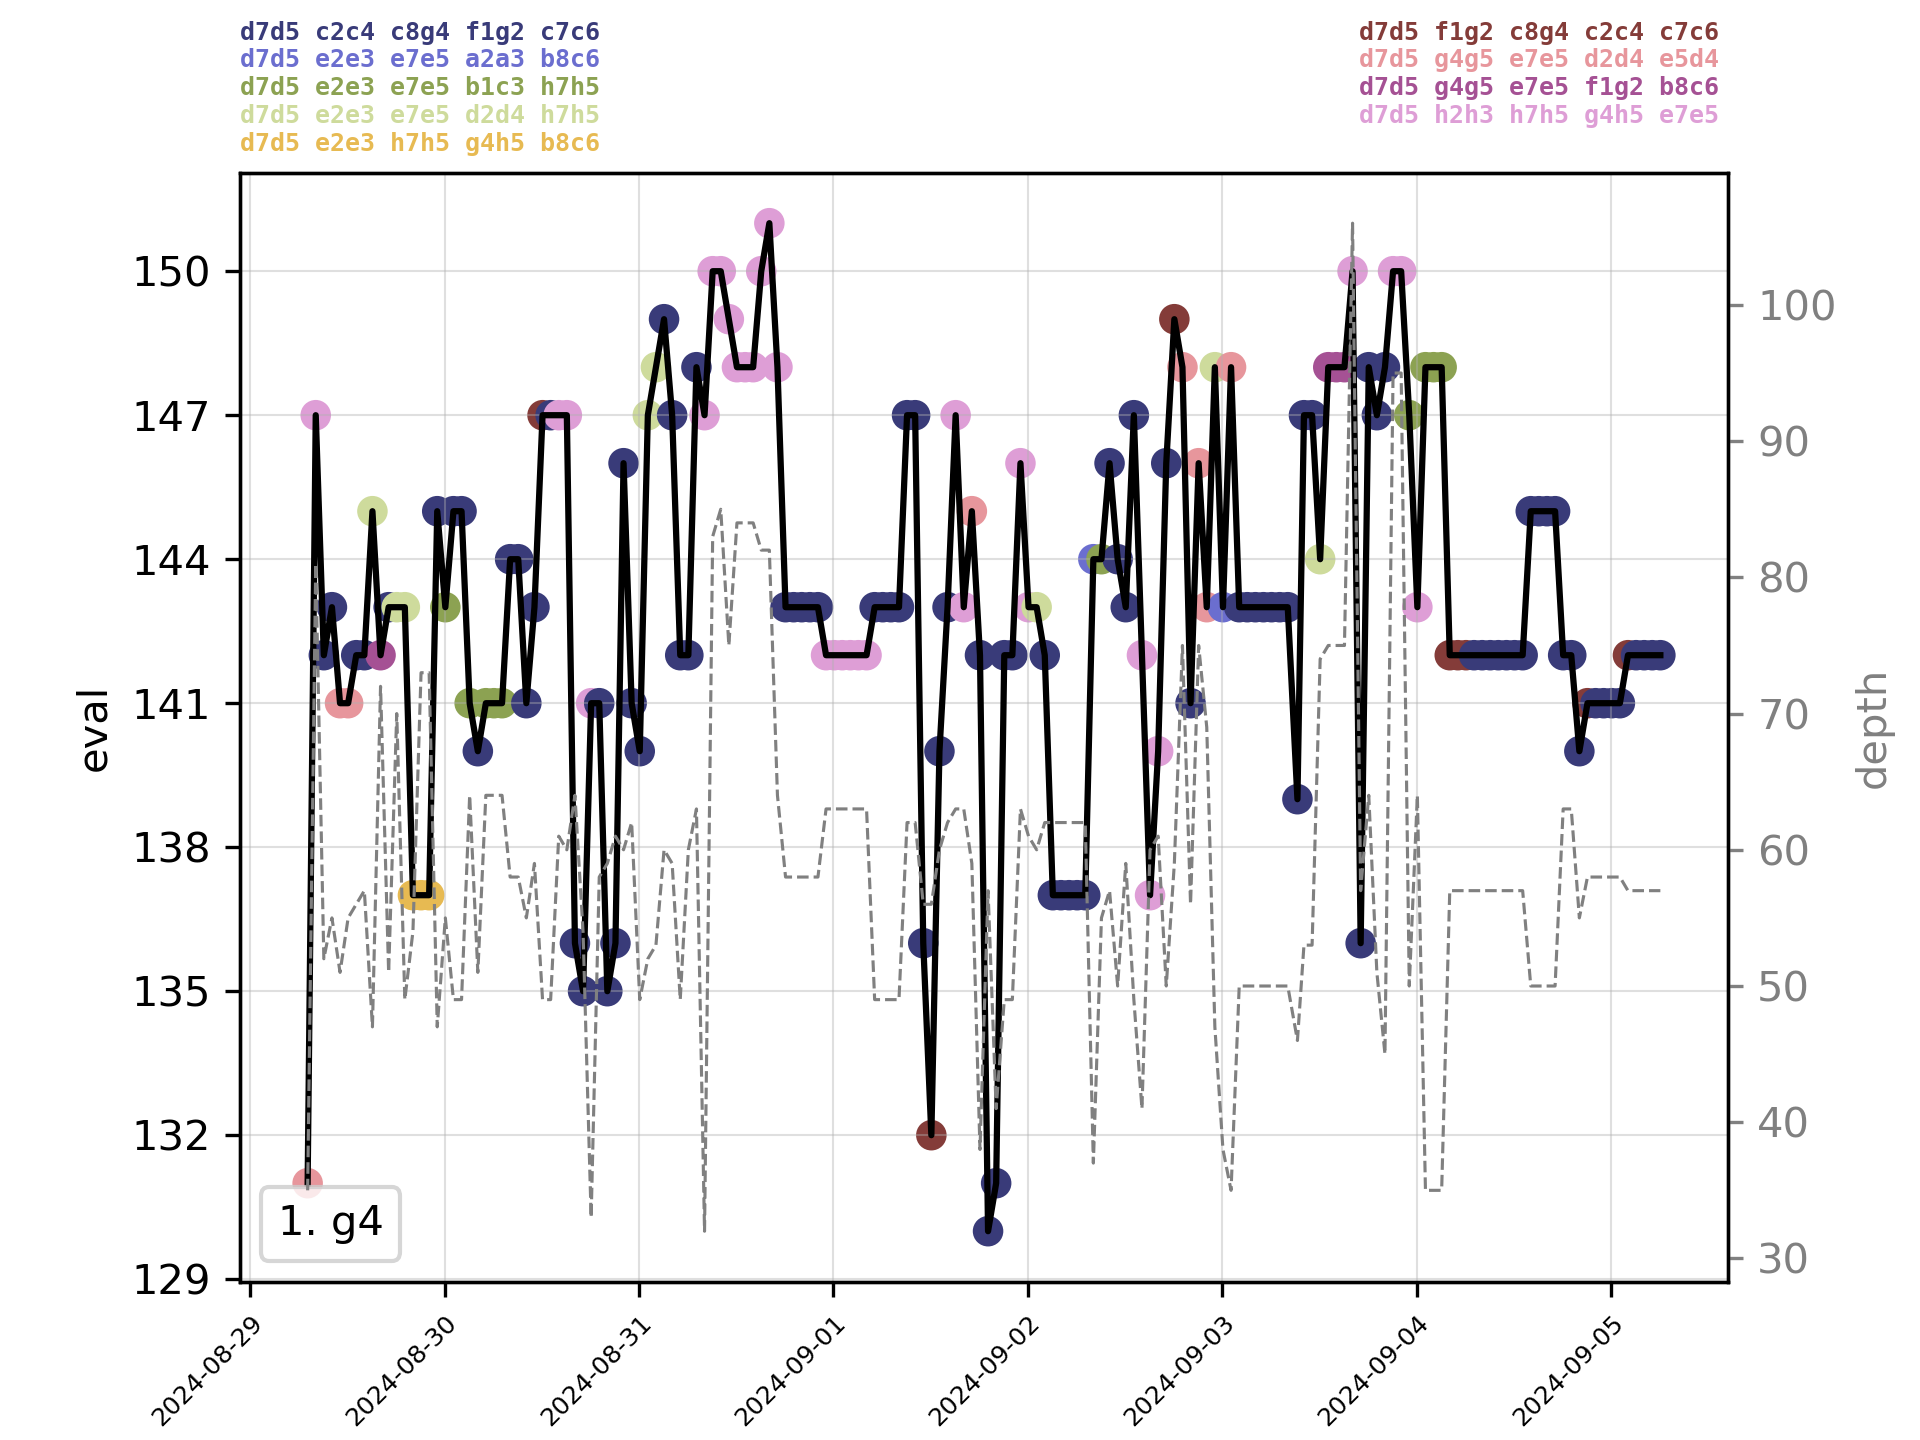 d7d5 c2c4 c8g4 f1g2 c7c6
d7d5 e2e3 e7e5 a2a3 b8c6
d7d5 e2e3 e7e5 b1c3 h7h5
d7d5 e2e3 e7e5 d2d4 h7h5
d7d5 e2e3 h7h5 g4h5 b8c6
d7d5 f1g2 c8g4 c2c4 c7c6
d7d5 g4g5 e7e5 d2d4 e5d4
d7d5 g4g5 e7e5 f1g2 b8c6
d7d5 h2h3 h7h5 g4h5 e7e5
eval
150
147
144
141
138
135
132
129
1. g4
100
90
80
70
60
50
40
30
depth
2024-08-29
2024-08-30
2024-08-31
2024-09-01
2024-09-02
2024-09-03
2024-09-04
2024-09-05